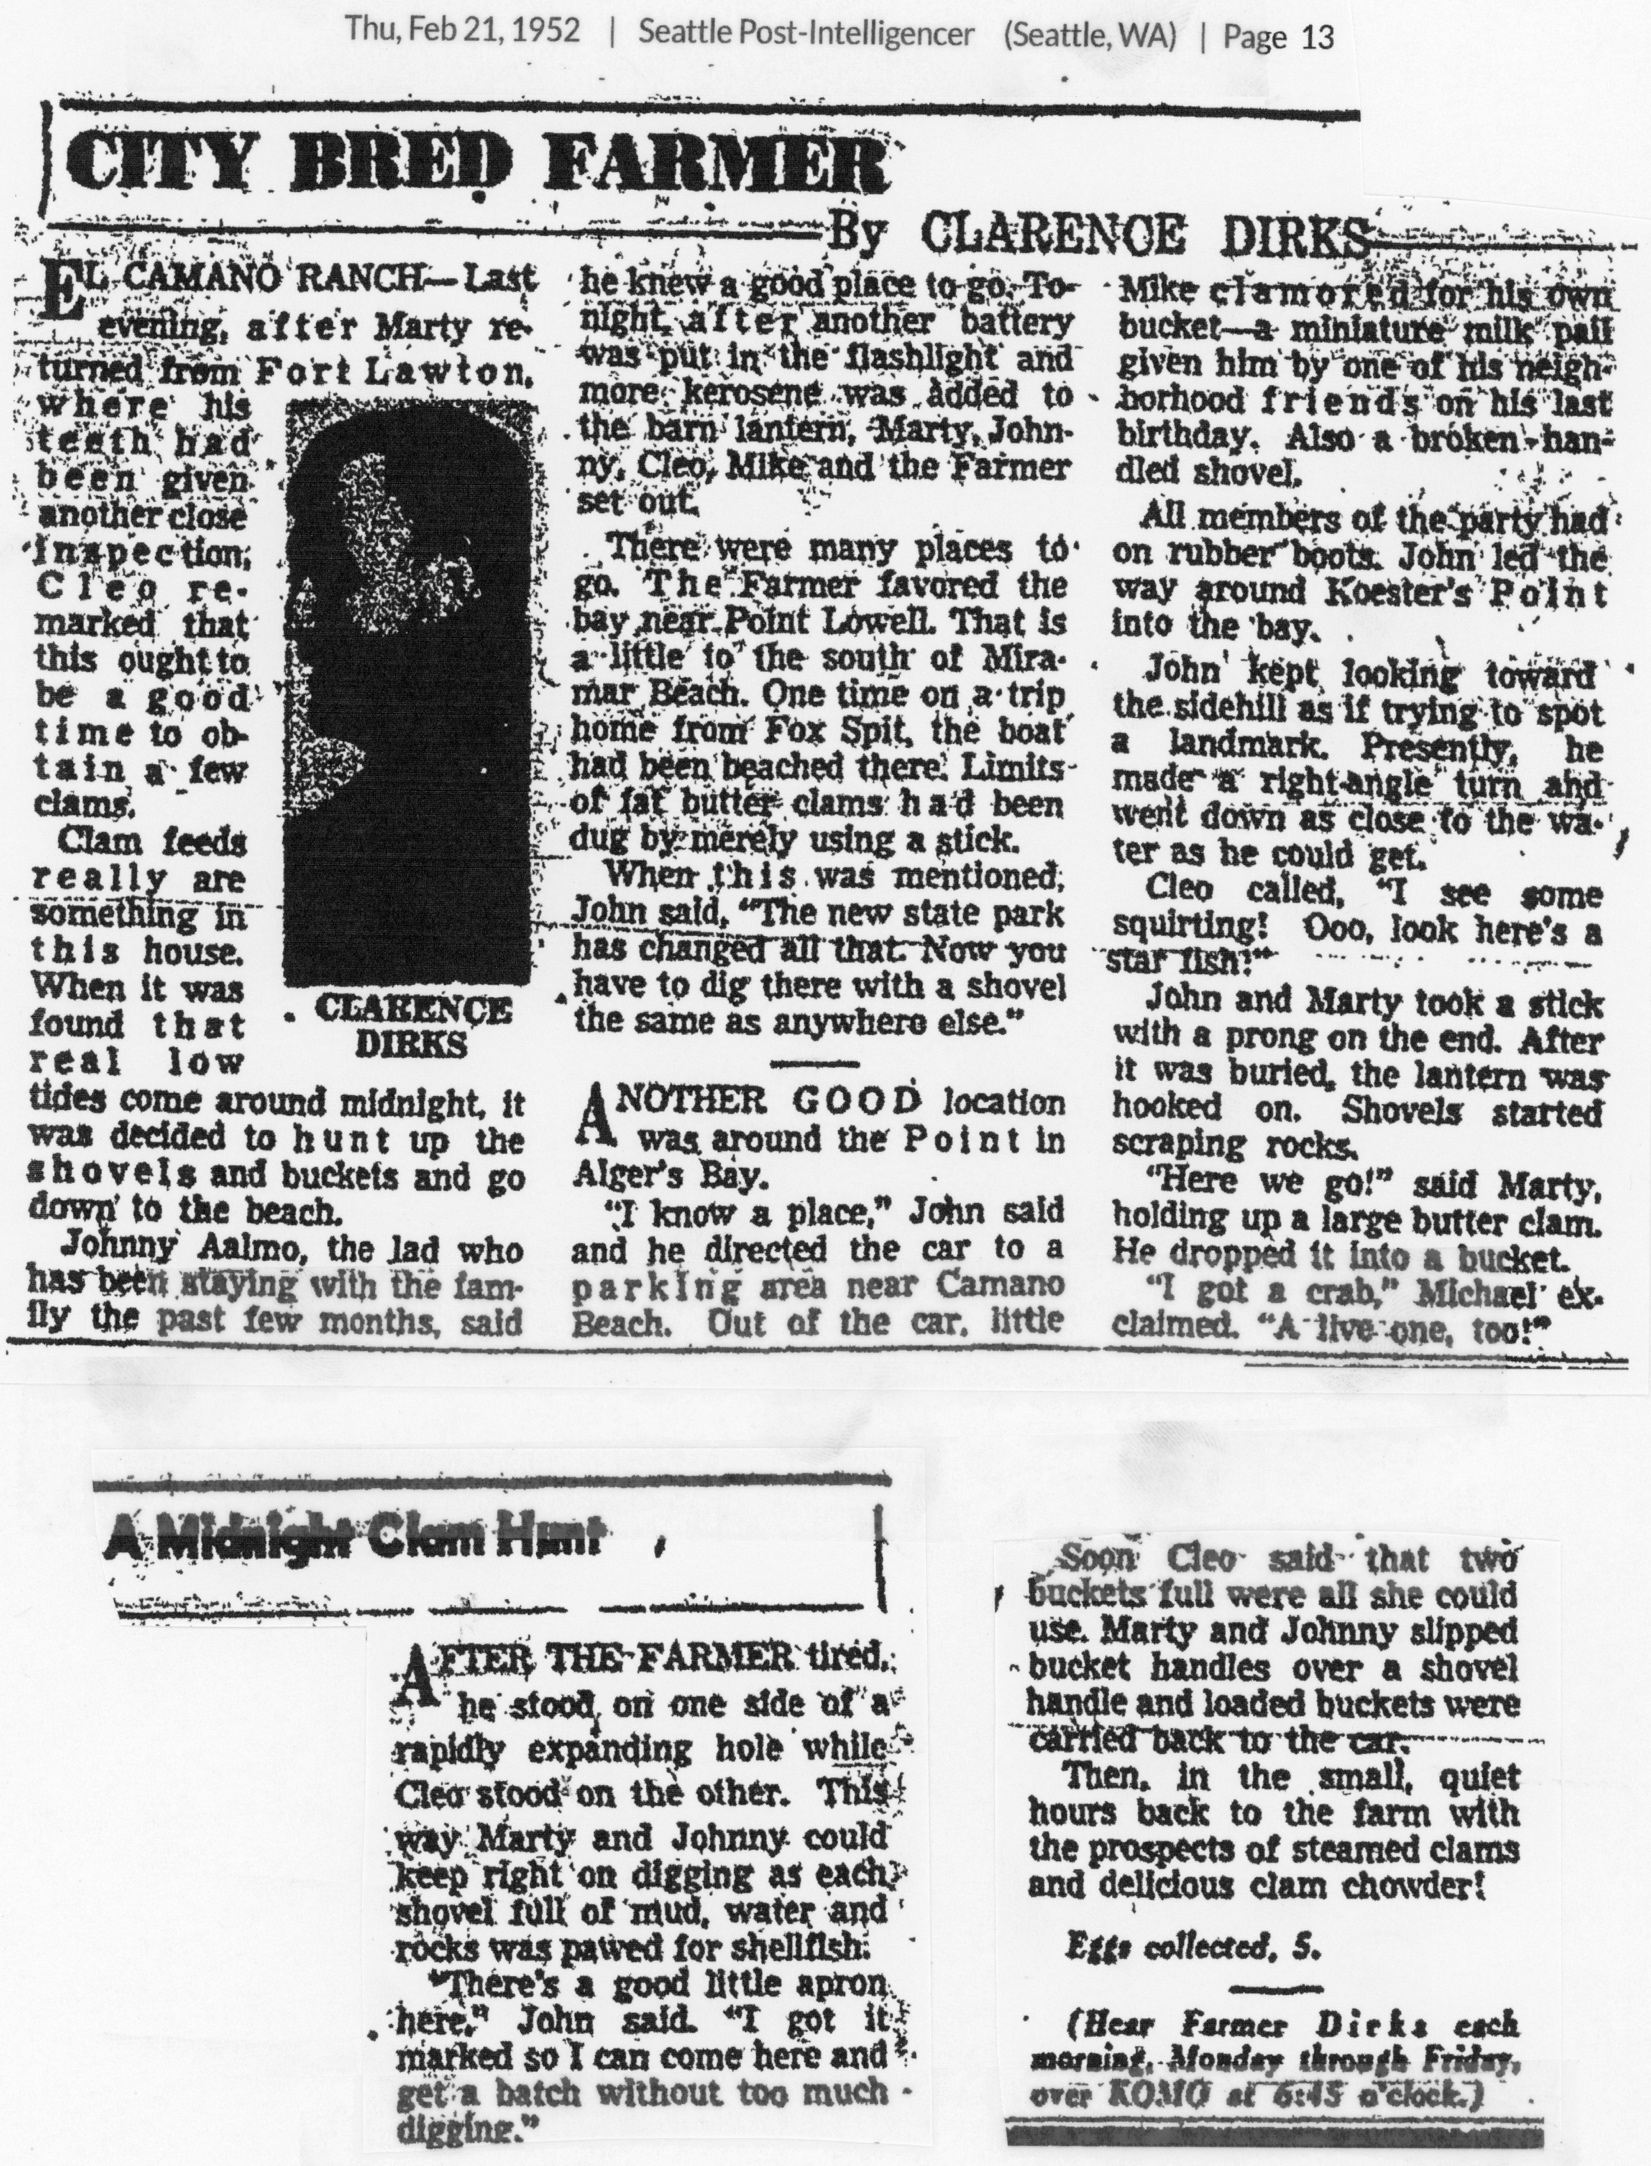 Thu, Feb 21, 1952 | Seattle Post-Intelligencer (Seattle, WA) | Page 13
CITY BRED FARMER
By CLARENCE DIRKS
EL CAMANO RANCH—Last
evening, after Marty re-
turned from Fort Lawton,
where his
teeth had
been given
another close
inspection,
Cleo re-
marked that
this ought to
be a good
time to ob-
tain a few
clams.
Clam feeds
really are
something in
this house.
When it was
found that
real low
tides come around midnight, it
was decided to hunt up the
shovels and buckets and go
down to the beach.
Johnny Aalmo, the lad who
has been staying with the fam-
ily the past few months, said
CLARENCE
DIRKS
he knew a good place to go. To-
night, after another battery
was put in the flashlight and
more kerosene was added to
the barn lantern, Marty, John-
ny, Cleo, Mike and the Farmer
set out.
There were many places to
go. The Farmer favored the
bay near Point Lowell. That is
a little to the south of Mira-
mar Beach. One time on a trip
home from Fox Spit, the boat
had been beached there. Limits
of fat butter clams had been
dug by merely using a stick.
When this was mentioned,
John said, "The new state park
has changed all that. Now you
have to dig there with a shovel
the same as anywhere else."
ANOTHER GOOD location
was around the Point in
Alger's Bay.
"I know a place," John said
and he directed the car to a
parking area near Camano
Beach. Out of the car, little
Mike clamored for his own
bucket—a miniature milk pail
given him by one of his neigh-
borhood friends on his last
birthday. Also a broken-han-
dled shovel.
All members of the party had
on rubber boots. John led the
way around Koester's Point
into the bay.
John kept looking toward
the sidehill as if trying to spot
a landmark. Presently, he
made a right-angle turn and
went down as close to the wa-
ter as he could get.
Cleo called, "I see some
squirting! Ooo, look here's a
star fish!"
John and Marty took a stick
with a prong on the end. After
it was buried, the lantern was
hooked on. Shovels started
scraping rocks.
"Here we go!" said Marty,
holding up a large butter clam.
He dropped it into a bucket.
"I got a crab," Michael ex-
claimed. "A live one, too!"
A Midnight Clam Hunt
AFTER THE FARMER tired,
he stood on one side of a
rapidly expanding hole while
Cleo stood on the other. This
way Marty and Johnny could
keep right on digging as each
shovel full of mud, water and
rocks was pawed for shellfish.
"There's a good little apron
here," John said. "I got it
marked so I can come here and
get a batch without too much
digging."
Soon Cleo said that two
buckets full were all she could
use. Marty and Johnny slipped
bucket handles over a shovel
handle and loaded buckets were
carried back to the car.
Then, in the small, quiet
hours back to the farm with
the prospects of steamed clams
and delicious clam chowder!
Eggs collected, 5.
(Hear Farmer Dirks each
morning, Monday through Friday,
over KOMO at 6:45 o'clock.)